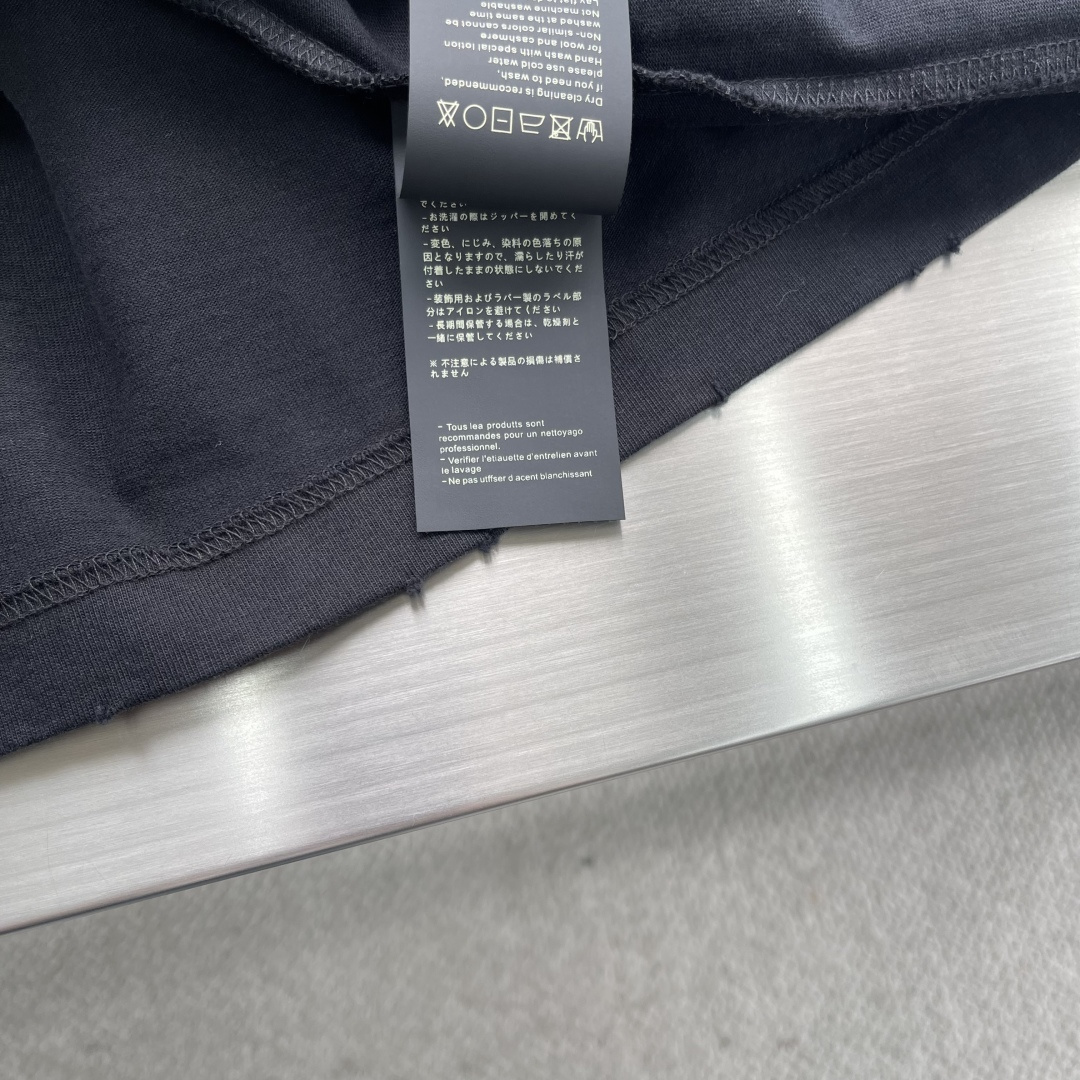 Dry cleaning is recommended,
if you need to wash,
please use cold water
Hand wash with special lotion
for wool and cashmere
Non-similar colors cannot be
washed at the same time
Not machine washable
Lay flat
でください
-お洗濯の際はジッパーを開めてく
ださい
-変色、にじみ、染料の色落ちの原
因となりますので、濡らしたり汗が
付着したままの状態にしないでくだ
さい
-装飾用およびラバー製のラベル部
分はアイロンを避けてください
-長期間保管する場合は、乾燥剤と
一緒に保管してください
※ 不注意による製品の損傷は補償さ
れません
- Tous lea produtts sont
recommandes pour un nettoyago
professionnel.
- Verifier l'etiauette d'entretien avant
le lavage
- Ne pas utffser d acent blanchissant